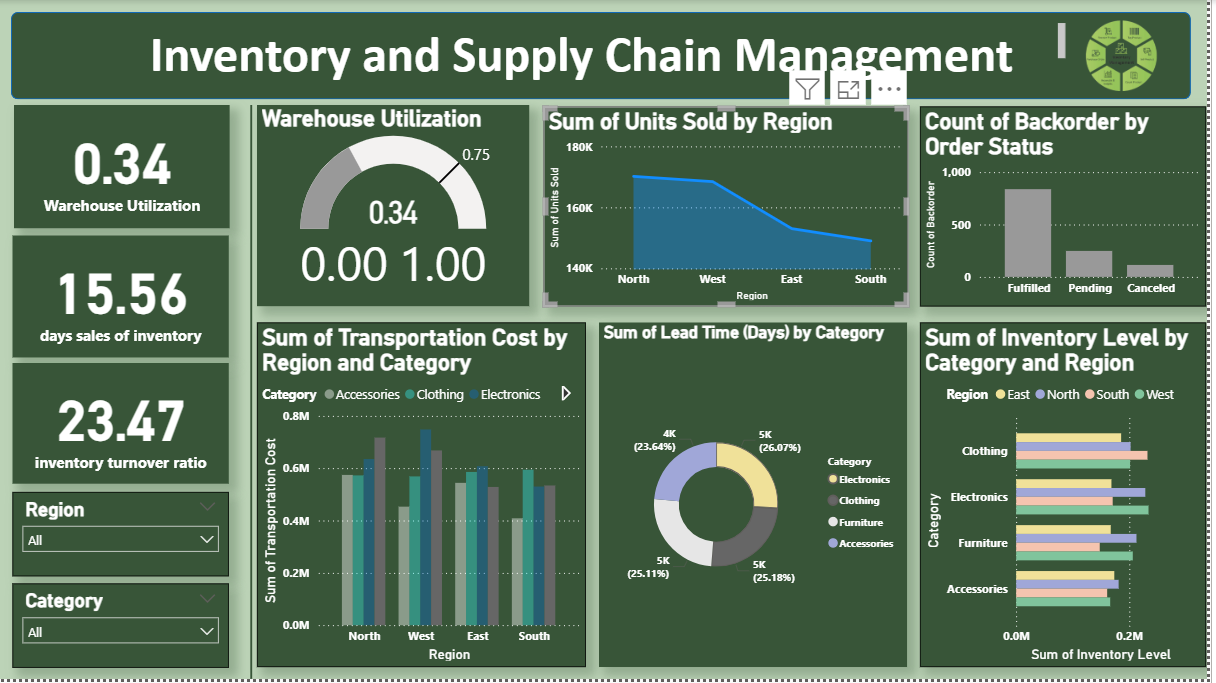 Inventory and Supply Chain Management
0.34
Warehouse Utilization
15.56
days sales of inventory
23.47
inventory turnover ratio
Region
All
Category
All
Warehouse Utilization
0.75
0.34
0.00 1.00
Sum of Units Sold by Region
Sum of Units Sold
180K
160K
140K
North West East South
Region
Count of Backorder by
Order Status
Count of Backorder
1,000
500
0
Fulfilled Pending Canceled
Sum of Transportation Cost by
Region and Category
Category Accessories Clothing Electronics
Sum of Transportation Cost
0.8M
0.6M
0.4M
0.2M
0.0M
North West East South
Region
Sum of Lead Time (Days) by Category
4K
(23.64%)
5K
(26.07%)
5K
(25.11%)
5K
(25.18%)
Category
Electronics
Clothing
Furniture
Accessories
Sum of Inventory Level by
Category and Region
Region East North South West
Category
Clothing
Electronics
Furniture
Accessories
0.0M 0.2M
Sum of Inventory Level